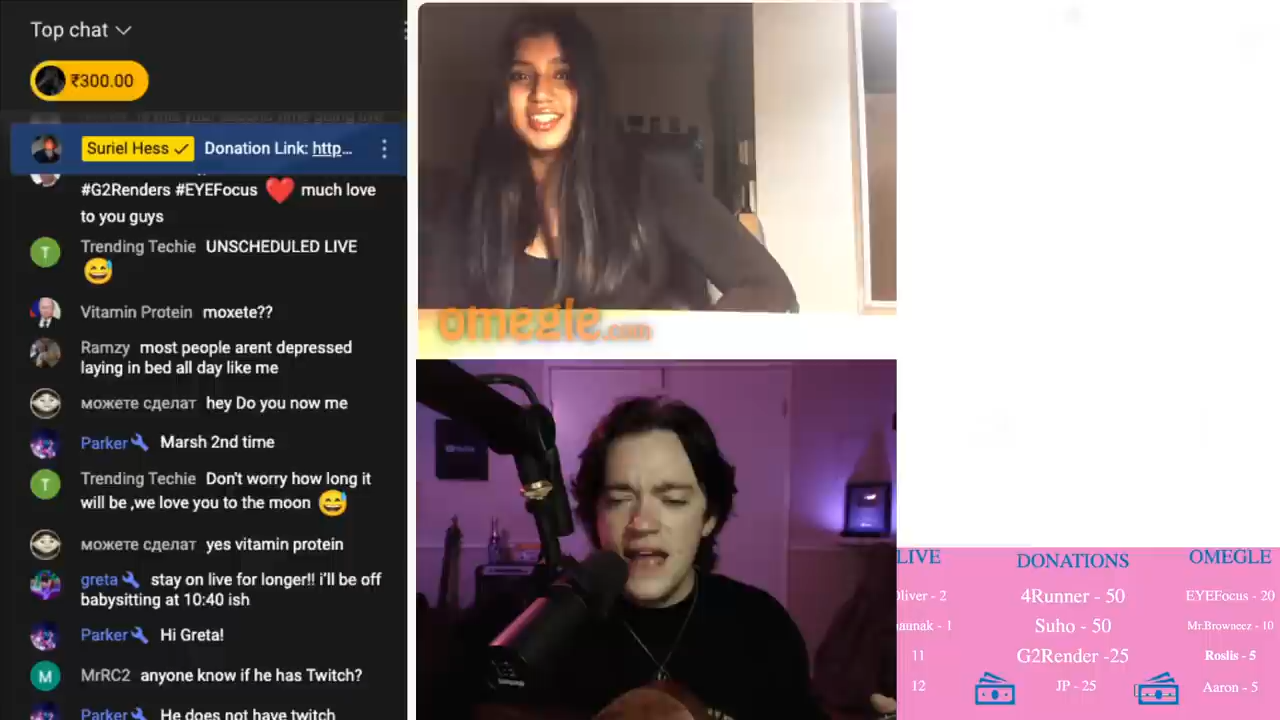 Top chat
₹300.00
Suriel Hess Donation Link: http...
#G2Renders #EYEFocus much love
to you guys
Trending Techie UNSCHEDULED LIVE
T
Vitamin Protein moxete??
Ramzy most people arent depressed
laying in bed all day like me
можете сделат hey Do you now me
Parker Marsh 2nd time
Trending Techie Don't worry how long it
T
will be ,we love you to the moon
можете сделат yes vitamin protein
greta stay on live for longer!! i'll be off
babysitting at 10:40 ish
Parker Hi Greta!
M
MrRC2 anyone know if he has Twitch?
Parker He does not have twitch
omegle.com
LIVE
Oliver - 2
aunak - 1
11
12
DONATIONS
4Runner - 50
Suho - 50
G2Render -25
JP - 25
OMEGLE
EYEFocus - 20
Mr.Browneez - 10
Roslis - 5
Aaron - 5